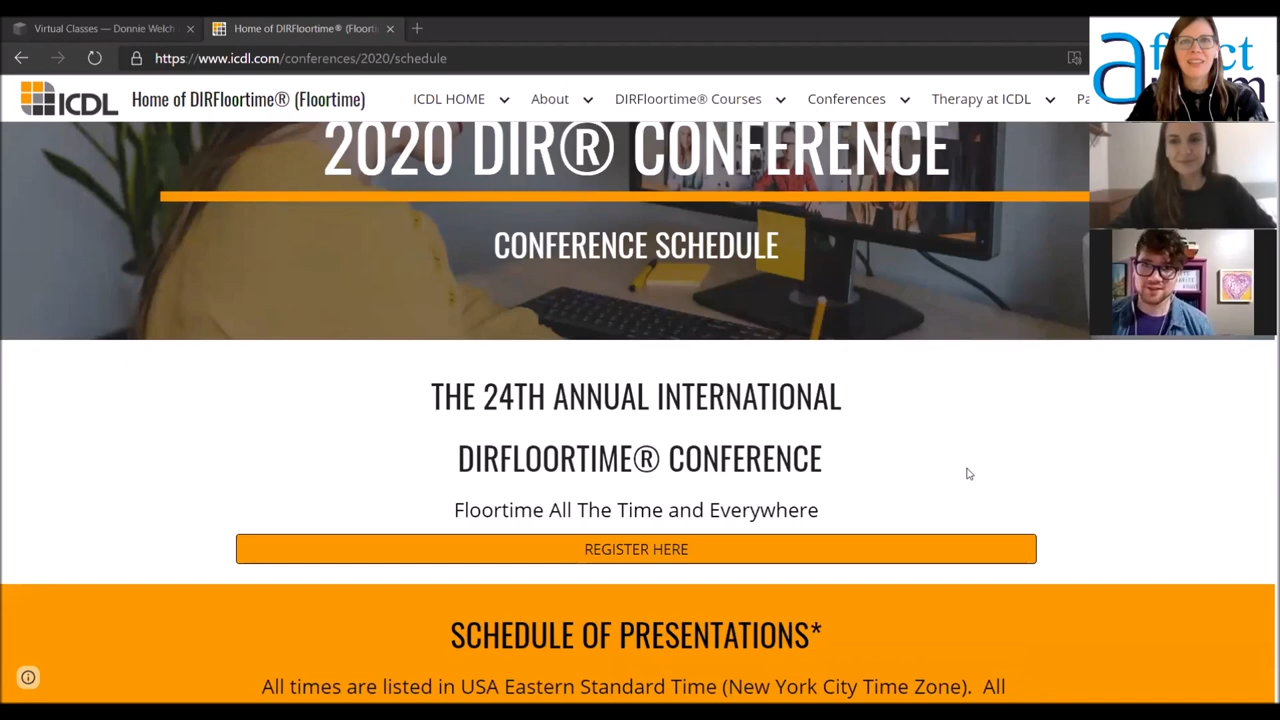 Virtual Classes — Donnie Welch
Home of DIRFloortime® (Floorti
https://www.icdl.com/conferences/2020/schedule
ICDL
Home of DIRFloortime® (Floortime)
ICDL HOME
About
DIRFloortime® Courses
Conferences
Therapy at ICDL
Pa
2020 DIR® CONFERENCE
CONFERENCE SCHEDULE
THE 24TH ANNUAL INTERNATIONAL
DIRFLOORTIME® CONFERENCE
Floortime All The Time and Everywhere
REGISTER HERE
SCHEDULE OF PRESENTATIONS*
All times are listed in USA Eastern Standard Time (New York City Time Zone). All